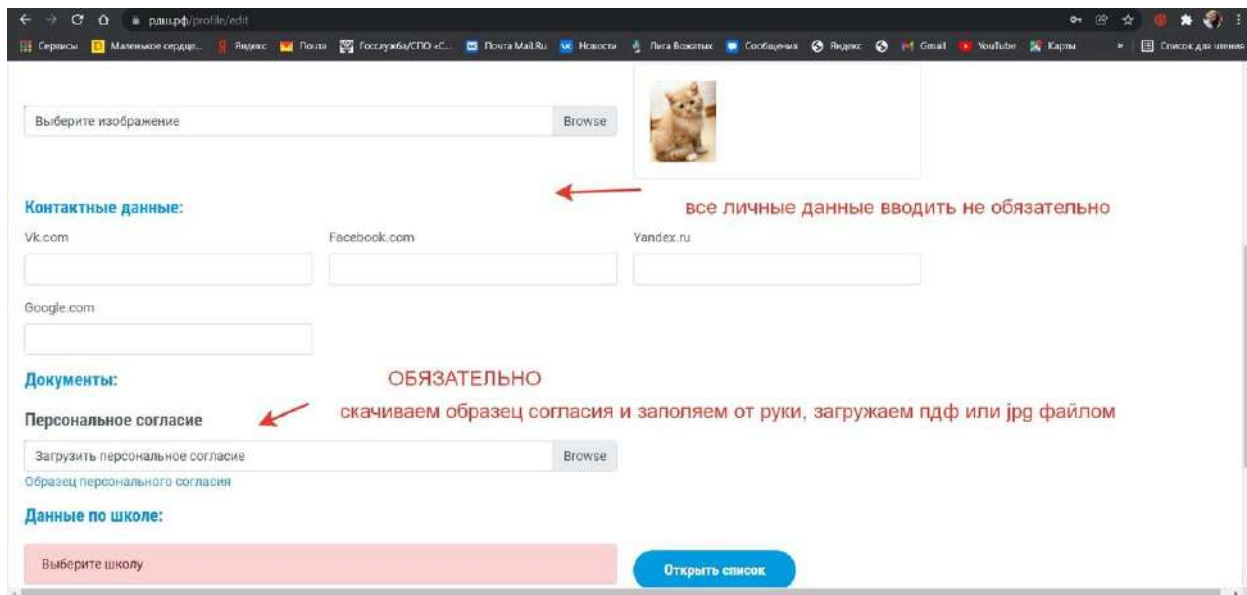 рдш.рф/profile/edit
Сервисы Маленькое сердце... Яндекс Почта Госслужба/СПО «С... Почта Mail.Ru Новости Лига Вожатых Сообщения Яндекс Gmail YouTube Карты » Список для чтения
Выберите изображение Browse
Контактные данные:
все личные данные вводить не обязательно
Vk.com Facebook.com Yandex.ru
Google.com
Документы:
ОБЯЗАТЕЛЬНО
Персональное согласие
скачиваем образец согласия и заполяем от руки, загружаем пдф или jpg файлом
Загрузить персональное согласие Browse
Образец персонального согласия
Данные по школе:
Выберите школу Открыть список